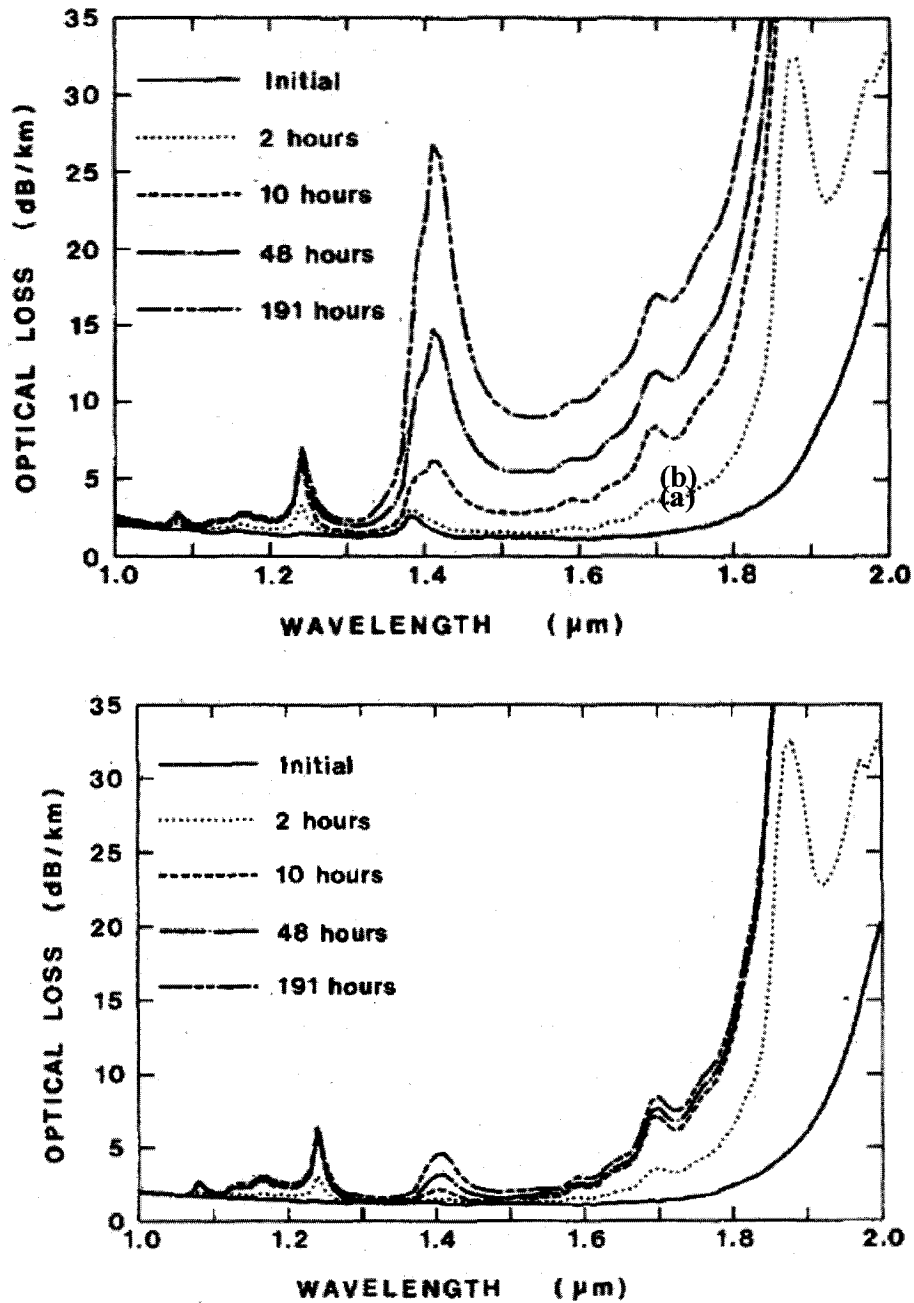 35
30
25
20
15
10
5
0
OPTICAL LOSS (dB/km)
Initial
2 hours
10 hours
48 hours
191 hours
(b)
(a)
1.0 1.2 1.4 1.6 1.8 2.0
WAVELENGTH (μm)
35
30
25
20
15
10
5
0
OPTICAL LOSS (dB/km)
Initial
2 hours
10 hours
48 hours
191 hours
1.0 1.2 1.4 1.6 1.8 2.0
WAVELENGTH (μm)